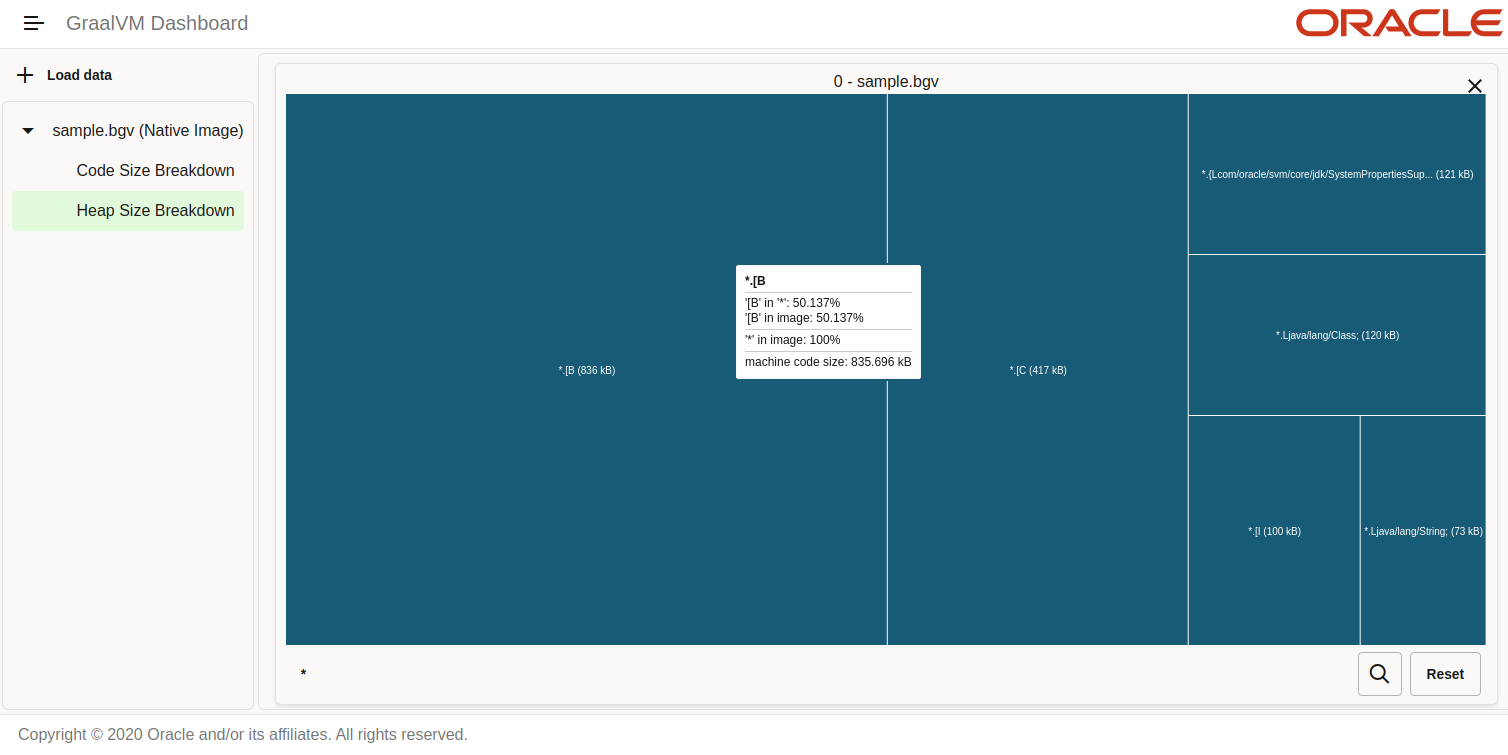 GraalVM Dashboard
ORACLE
Load data
sample.bgv (Native Image)
Code Size Breakdown
Heap Size Breakdown
0 - sample.bgv
*.[B (836 kB)
*.[B
'[B' in '*': 50.137%
'[B' in image: 50.137%
'*' in image: 100%
machine code size: 835.696 kB
*.[C (417 kB)
*.{Lcom/oracle/svm/core/jdk/SystemPropertiesSup... (121 kB)
*.Ljava/lang/Class; (120 kB)
*.[I (100 kB)
*.Ljava/lang/String; (73 kB)
*
Reset
Copyright © 2020 Oracle and/or its affiliates. All rights reserved.